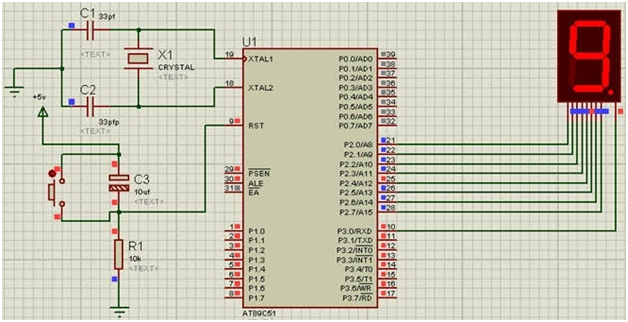 C1
33pf
<TEXT>
X1
CRYSTAL
<TEXT>
C2
33pfp
<TEXT>
+5v
C3
10uf
<TEXT>
R1
10k
<TEXT>
U1
19 XTAL1
18 XTAL2
9 RST
29 PSEN
30 ALE
31 EA
1 P1.0
2 P1.1
3 P1.2
4 P1.3
5 P1.4
6 P1.5
7 P1.6
8 P1.7
P0.0/AD0 39
P0.1/AD1 38
P0.2/AD2 37
P0.3/AD3 36
P0.4/AD4 35
P0.5/AD5 34
P0.6/AD6 33
P0.7/AD7 32
P2.0/A8 21
P2.1/A9 22
P2.2/A10 23
P2.3/A11 24
P2.4/A12 25
P2.5/A13 26
P2.6/A14 27
P2.7/A15 28
P3.0/RXD 10
P3.1/TXD 11
P3.2/INT0 12
P3.3/INT1 13
P3.4/T0 14
P3.5/T1 15
P3.6/WR 16
P3.7/RD 17
AT89C51
9.